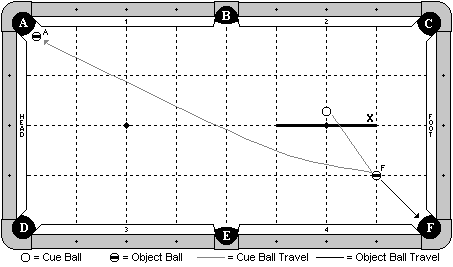 A B C
1 2
A
HEAD
X
FOOT
F
D E F
3 4
= Cue Ball = Object Ball = Cue Ball Travel = Object Ball Travel